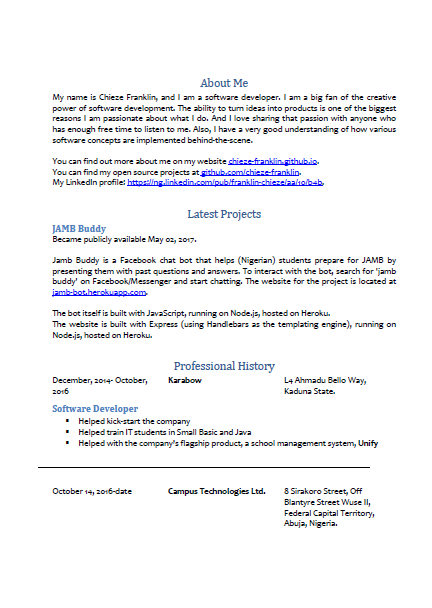 About Me
My name is Chieze Franklin, and I am a software developer. I am a big fan of the creative
power of software development. The ability to turn ideas into products is one of the biggest
reasons I am passionate about what I do. And I love sharing that passion with anyone who
has enough free time to listen to me. Also, I have a very good understanding of how various
software concepts are implemented behind-the-scene.
You can find out more about me on my website chieze-franklin.github.io.
You can find my open source projects at github.com/chieze-franklin.
My LinkedIn profile: https://ng.linkedin.com/pub/franklin-chieze/aa/10/b4b.
Latest Projects
JAMB Buddy
Became publicly available May 02, 2017.
Jamb Buddy is a Facebook chat bot that helps (Nigerian) students prepare for JAMB by
presenting them with past questions and answers. To interact with the bot, search for 'jamb
buddy' on Facebook/Messenger and start chatting. The website for the project is located at
jamb-bot.herokuapp.com.
The bot itself is built with JavaScript, running on Node.js, hosted on Heroku.
The website is built with Express (using Handlebars as the templating engine), running on
Node.js, hosted on Heroku.
Professional History
December, 2014- October, Karabow L4 Ahmadu Bello Way,
2016 Kaduna State.
Software Developer
▪ Helped kick-start the company
▪ Helped train IT students in Small Basic and Java
▪ Helped with the company's flagship product, a school management system, Unify
October 14, 2016-date Campus Technologies Ltd. 8 Sirakoro Street, Off
Blantyre Street Wuse II,
Federal Capital Territory,
Abuja, Nigeria.